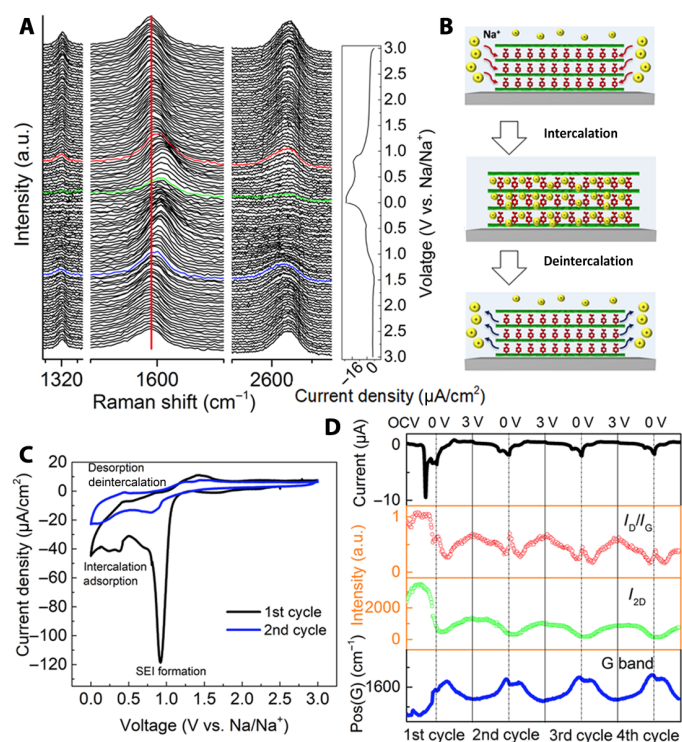 A
Intensity (a.u.)
1320
1600
2600
Raman shift (cm⁻¹)
3.0
2.5
2.0
1.5
1.0
0.5
0.0
0.5
1.0
1.5
2.0
2.5
3.0
Volatge (V vs. Na/Na⁺)
−16
0
Current density (μA/cm²)
B
Na⁺
Intercalation
Deintercalation
C
20
10
0
−20
−40
−60
−80
−100
−120
Current density (μA/cm²)
Desorption
deintercalation
Intercalation
adsorption
1st cycle
2nd cycle
SEI formation
0.0 0.5 1.0 1.5 2.0 2.5 3.0
Voltage (V vs. Na/Na⁺)
D
OCV 0 V 3 V 0 V 3 V 0 V 3 V 0 V
Current (μA)
0
−10
Intensity (a.u.)
1
0
I_D/I_G
2000
0
I_2D
Pos(G) (cm⁻¹)
1600
G band
1st cycle 2nd cycle 3rd cycle 4th cycle